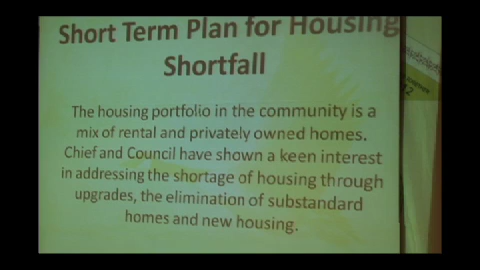 Short Term Plan for Housing
Shortfall
The housing portfolio in the community is a
mix of rental and privately owned homes.
Chief and Council have shown a keen interest
in addressing the shortage of housing through
upgrades, the elimination of substandard
homes and new housing.
12